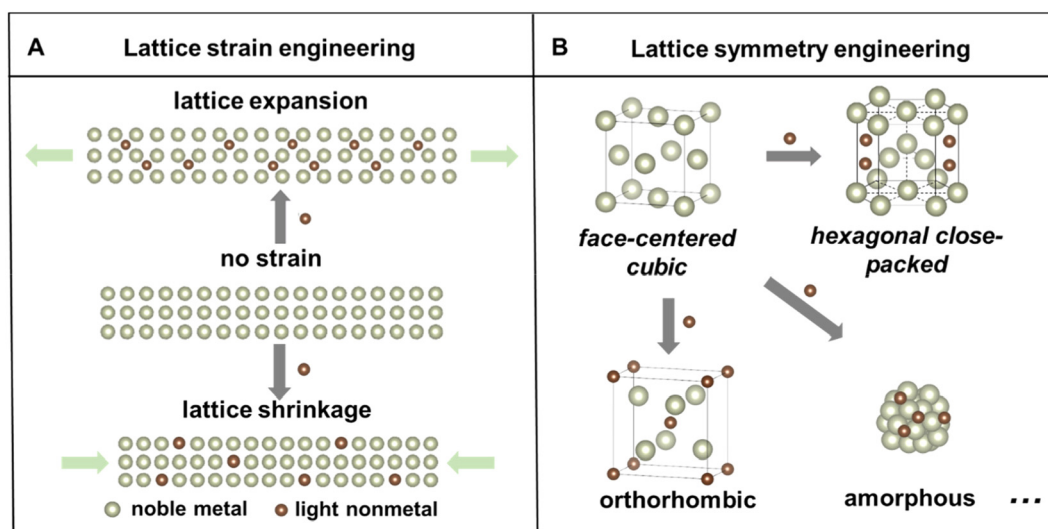 A Lattice strain engineering
lattice expansion
no strain
lattice shrinkage
noble metal light nonmetal
B Lattice symmetry engineering
face-centered
cubic
hexagonal close-
packed
orthorhombic
amorphous ...